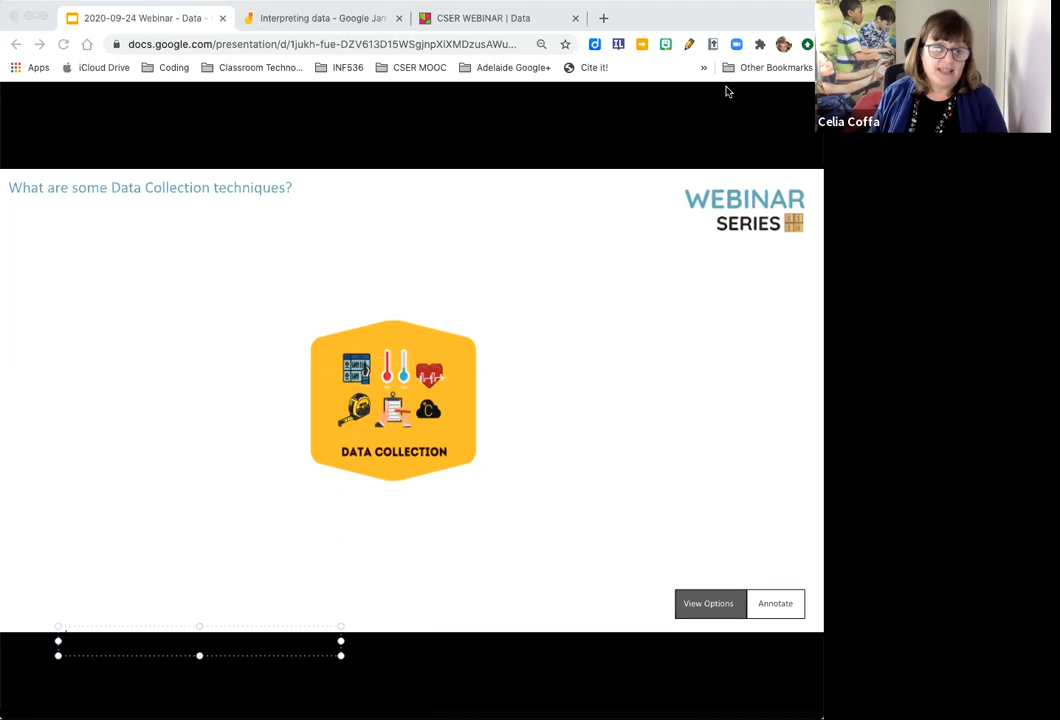 2020-09-24 Webinar - Data -
Interpreting data - Google Jam
CSER WEBINAR | Data
docs.google.com/presentation/d/1jukh-fue-DZV613D15WSgjnpXiXMDzusAWu...
Apps
iCloud Drive
Coding
Classroom Techno...
INF536
CSER MOOC
Adelaide Google+
Cite it!
»
Other Bookmarks
Celia Coffa
What are some Data Collection techniques?
WEBINAR
SERIES
C
DATA COLLECTION
View Options
Annotate